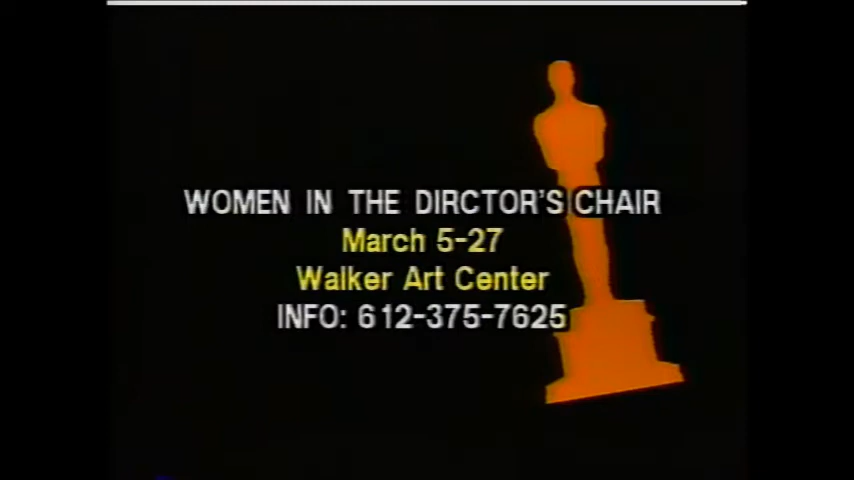 WOMEN IN THE DIRCTOR'S CHAIR
March 5-27
Walker Art Center
INFO: 612-375-7625